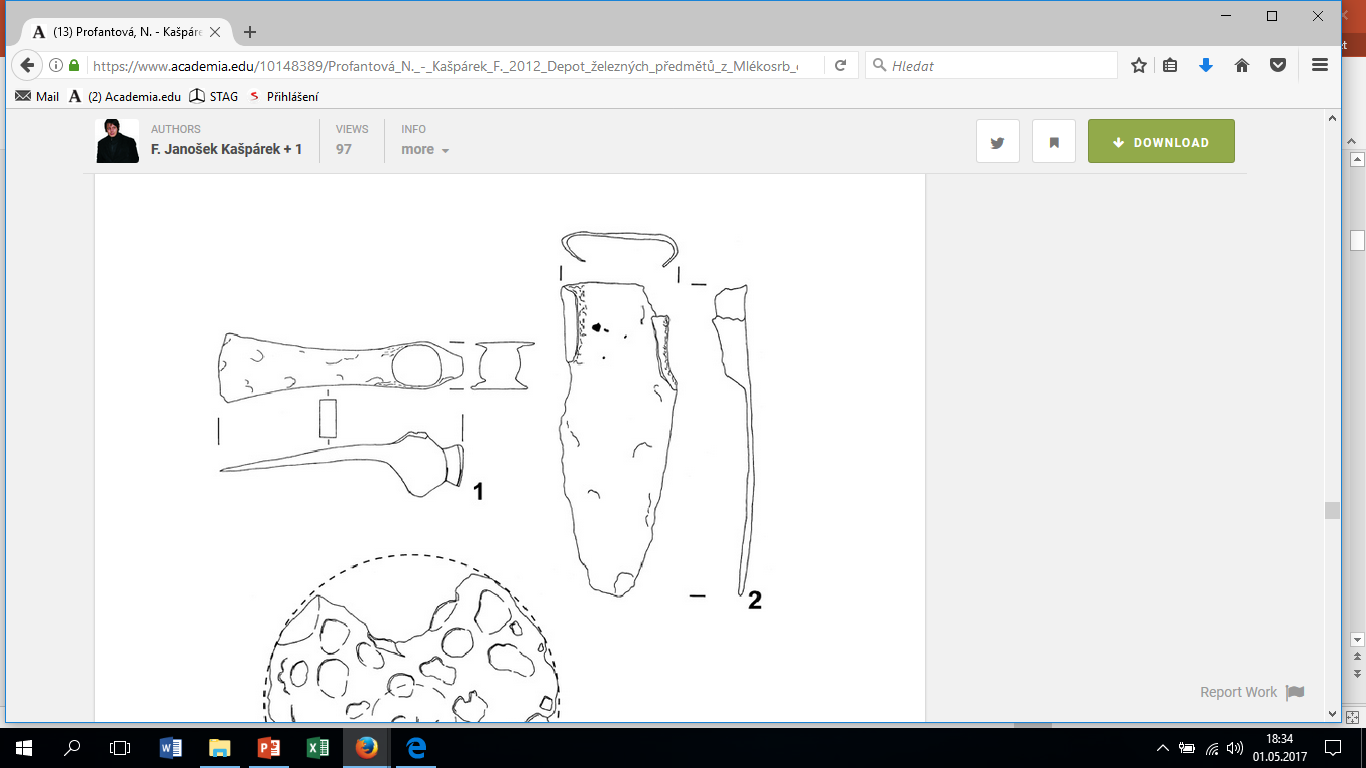 A (13) Profantová, N. - Kašpáre
https://www.academia.edu/10148389/Profantová_N._-_Kašpárek_F._2012_Depot_železných_předmětů_z_Mlékosrb_
Hledat
Mail
A (2) Academia.edu
STAG
S Přihlášení
AUTHORS
F. Janošek Kašpárek + 1
VIEWS
97
INFO
more
DOWNLOAD
1
2
Report Work
18:34
01.05.2017